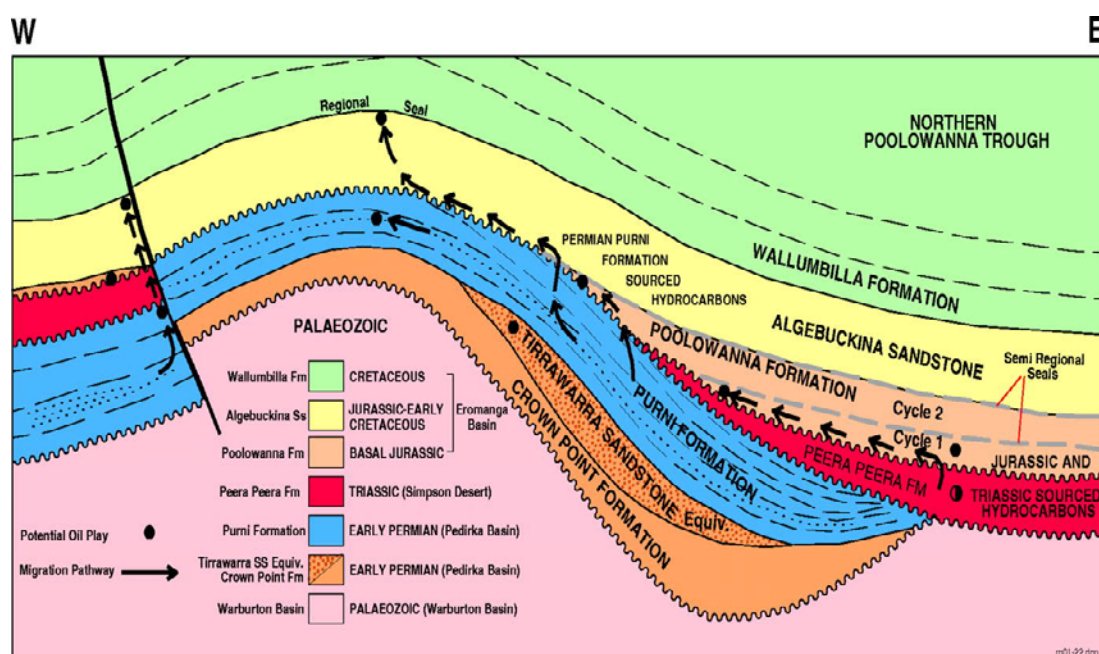 W
E
Regional Seal
NORTHERN
POOLOWANNA TROUGH
WALLUMBILLA FORMATION
PERMIAN PURNI
FORMATION
SOURCED
HYDROCARBONS
ALGEBUCKINA SANDSTONE
POOLOWANNA FORMATION
Semi Regional
Seals
Cycle 2
Cycle 1
JURASSIC AND
TRIASSIC SOURCED
HYDROCARBONS
PEERA PEERA FM
PURNI FORMATION
TIRRAWARRA SANDSTONE Equiv.
CROWN POINT FORMATION
PALAEOZOIC
Wallumbilla Fm CRETACEOUS
Algebuckina Ss JURASSIC-EARLY
CRETACEOUS
Eromanga
Basin
Poolowanna Fm BASAL JURASSIC
Peera Peera Fm TRIASSIC (Simpson Desert)
Purni Formation EARLY PERMIAN (Pedirka Basin)
Potential Oil Play
Tirrawarra SS Equiv.
Crown Point Fm EARLY PERMIAN (Pedirka Basin)
Migration Pathway
Warburton Basin PALAEOZOIC (Warburton Basin)